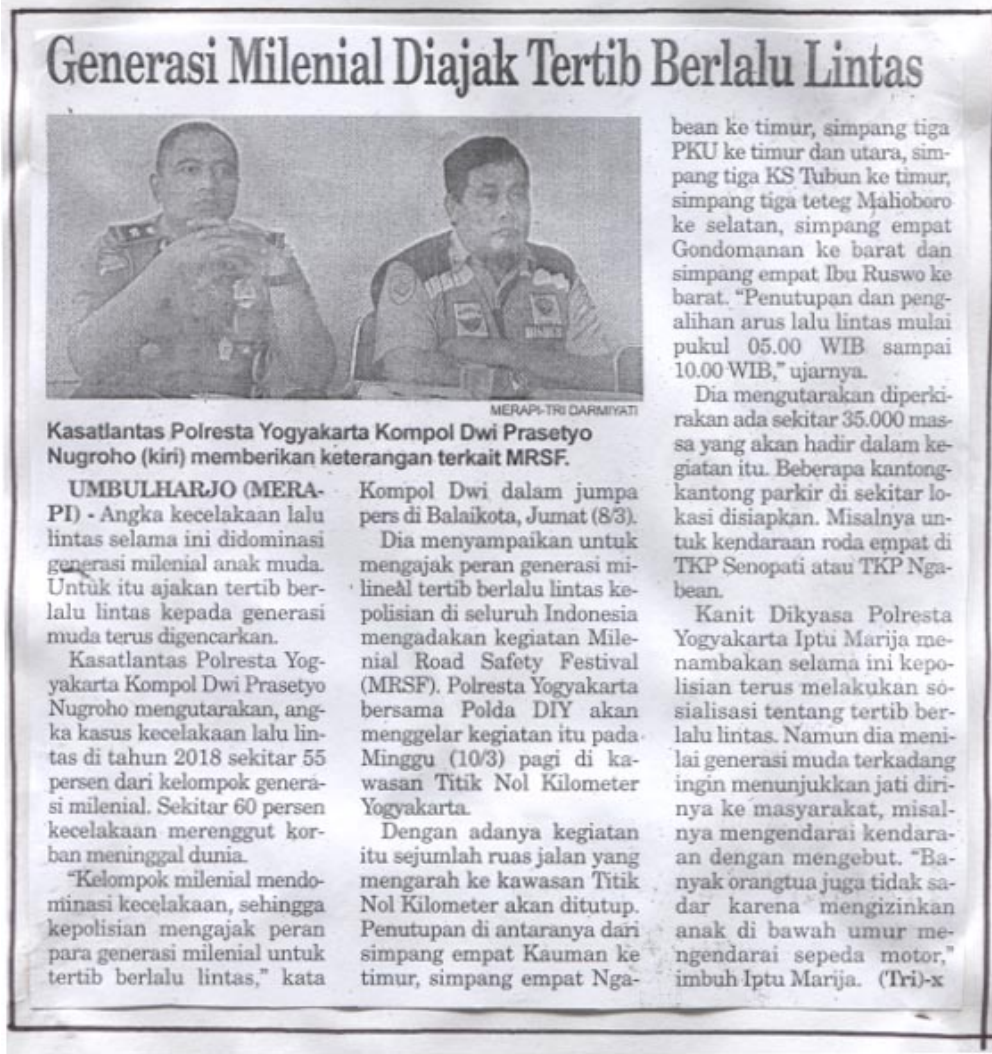 Generasi Milenial Diajak Tertib Berlalu Lintas
MERAPI-TRI DARMIYATI
Kasatlantas Polresta Yogyakarta Kompol Dwi Prasetyo
Nugroho (kiri) memberikan keterangan terkait MRSF.
UMBULHARJO (MERA-
PI) - Angka kecelakaan lalu
lintas selama ini didominasi
generasi milenial anak muda.
Untuk itu ajakan tertib ber-
lalu lintas kepada generasi
muda terus digencarkan.
Kasatlantas Polresta Yog-
yakarta Kompol Dwi Prasetyo
Nugroho mengutarakan, ang-
ka kasus kecelakaan lalu lin-
tas di tahun 2018 sekitar 55
persen dari kelompok genera-
si milenial. Sekitar 60 persen
kecelakaan merenggut kor-
ban meninggal dunia.
"Kelompok milenial mendo-
minasi kecelakaan, sehingga
kepolisian mengajak peran
para generasi milenial untuk
tertib berlalu lintas," kata
Kompol Dwi dalam jumpa
pers di Balaikota, Jumat (8/3).
Dia menyampaikan untuk
mengajak peran generasi mi-
lineal tertib berlalu lintas ke-
polisian di seluruh Indonesia
mengadakan kegiatan Mile-
nial Road Safety Festival
(MRSF). Polresta Yogyakarta
bersama Polda DIY akan
menggelar kegiatan itu pada
Minggu (10/3) pagi di ka-
wasan Titik Nol Kilometer
Yogyakarta.
Dengan adanya kegiatan
itu sejumlah ruas jalan yang
mengarah ke kawasan Titik
Nol Kilometer akan ditutup.
Penutupan di antaranya dari
simpang empat Kauman ke
timur, simpang empat Nga-
bean ke timur, simpang tiga
PKU ke timur dan utara, sim-
pang tiga KS Tubun ke timur,
simpang tiga teteg Malioboro
ke selatan, simpang empat
Gondomanan ke barat dan
simpang empat Ibu Ruswo ke
barat. "Penutupan dan peng-
alihan arus lalu lintas mulai
pukul 05.00 WIB sampai
10.00 WIB," ujarnya.
Dia mengutarakan diperki-
rakan ada sekitar 35.000 mas-
sa yang akan hadir dalam ke-
giatan itu. Beberapa kantong-
kantong parkir di sekitar lo-
kasi disiapkan. Misalnya un-
tuk kendaraan roda empat di
TKP Senopati atau TKP Nga-
bean.
Kanit Dikyasa Polresta
Yogyakarta Iptu Marija me-
nambakan selama ini kepo-
lisian terus melakukan so-
sialisasi tentang tertib ber-
lalu lintas. Namun dia meni-
lai generasi muda terkadang
ingin menunjukkan jati diri-
nya ke masyarakat, misal-
nya mengendarai kendara-
an dengan mengebut. "Ba-
nyak orangtua juga tidak sa-
dar karena mengizinkan
anak di bawah umur me-
ngendarai sepeda motor,"
imbuh Iptu Marija. (Tri)-x